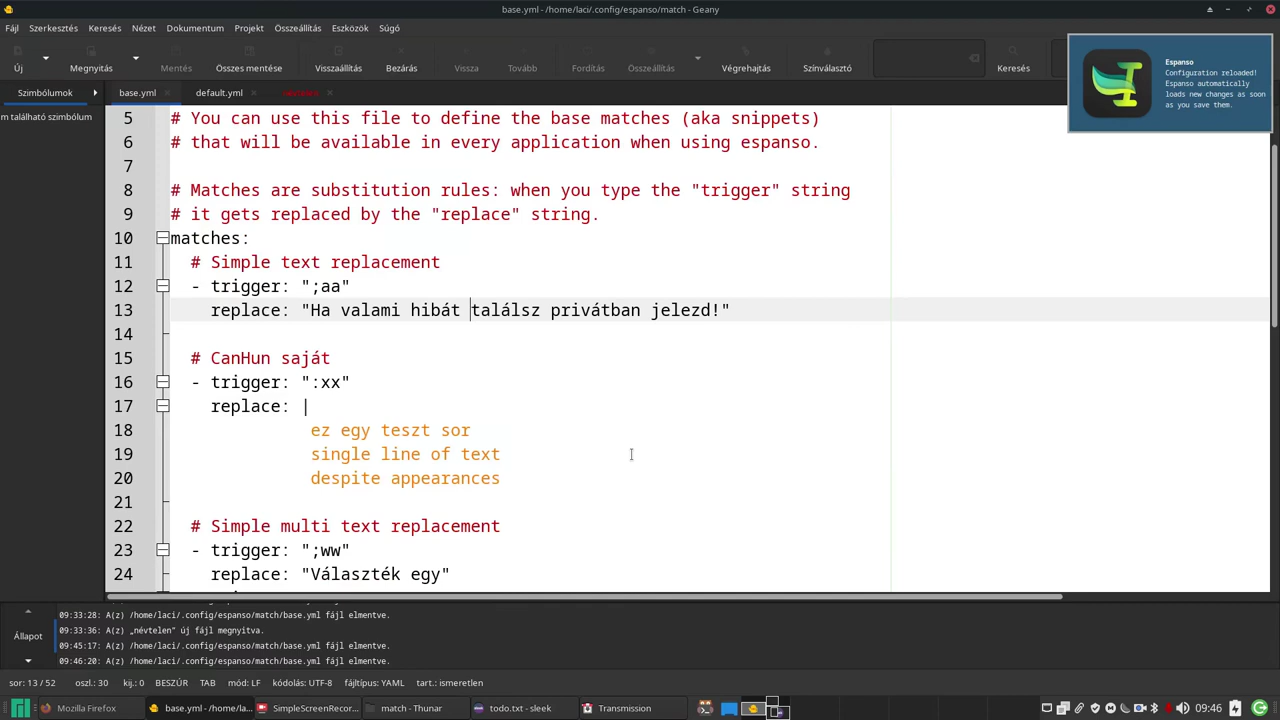 base.yml - /home/laci/.config/espanso/match - Geany
Fájl Szerkesztés Keresés Nézet Dokumentum Projekt Összeállítás Eszközök Súgó
Új Megnyitás Mentés Összes mentése Visszaállítás Bezárás Vissza Tovább Fordítás Összeállítás Végrehajtás Színválasztó Keresés
Espanso
Configuration reloaded!
Espanso automatically
loads new changes as soon
as you save them.
Szimbólumok base.yml default.yml
m található szimbólum
5 # You can use this file to define the base matches (aka snippets)
6 # that will be available in every application when using espanso.
7
8 # Matches are substitution rules: when you type the "trigger" string
9 # it gets replaced by the "replace" string.
10 matches:
11 # Simple text replacement
12 - trigger: ";aa"
13 replace: "Ha valami hibát találsz privátban jelezd!"
14
15 # CanHun saját
16 - trigger: ":xx"
17 replace: |
18 ez egy teszt sor
19 single line of text
20 despite appearances
21
22 # Simple multi text replacement
23 - trigger: ";ww"
24 replace: "Választék egy"
Állapot
09:33:28: A(z) /home/laci/.config/espanso/match/base.yml fájl elmentve.
09:33:36: A(z) „névtelen” új fájl megnyitva.
09:45:17: A(z) /home/laci/.config/espanso/match/base.yml fájl elmentve.
09:46:20: A(z) /home/laci/.config/espanso/match/base.yml fájl elmentve.
sor: 13 / 52 oszl.: 30 kij.: 0 BESZÚR TAB mód: LF kódolás: UTF-8 fájltípus: YAML tart.: ismeretlen
Mozilla Firefox base.yml - /home/la... SimpleScreenRecor... match - Thunar todo.txt - sleek Transmission 09:46